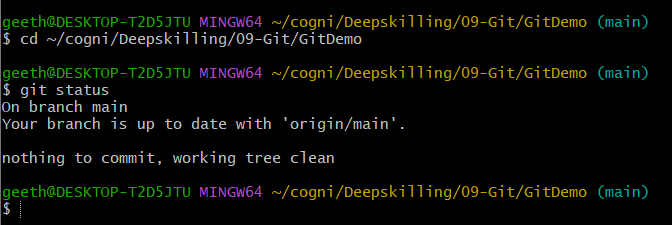 geeth@DESKTOP-T2D5JTU MINGW64 ~/cogni/Deepskilling/09-Git/GitDemo (main)
$ cd ~/cogni/Deepskilling/09-Git/GitDemo
geeth@DESKTOP-T2D5JTU MINGW64 ~/cogni/Deepskilling/09-Git/GitDemo (main)
$ git status
On branch main
Your branch is up to date with 'origin/main'.
nothing to commit, working tree clean
geeth@DESKTOP-T2D5JTU MINGW64 ~/cogni/Deepskilling/09-Git/GitDemo (main)
$